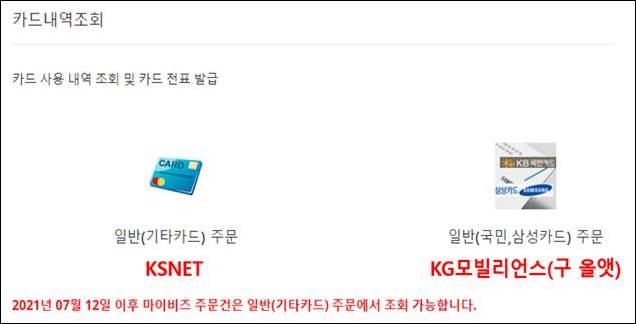 카드내역조회
카드 사용 내역 조회 및 카드 전표 발급
CARD
KB 국민카드
삼성카드 SAMSUNG
일반(기타카드) 주문
일반(국민,삼성카드) 주문
KSNET
KG모빌리언스(구 올앳)
2021년 07월 12일 이후 마이비즈 주문건은 일반(기타카드) 주문에서 조회 가능합니다.